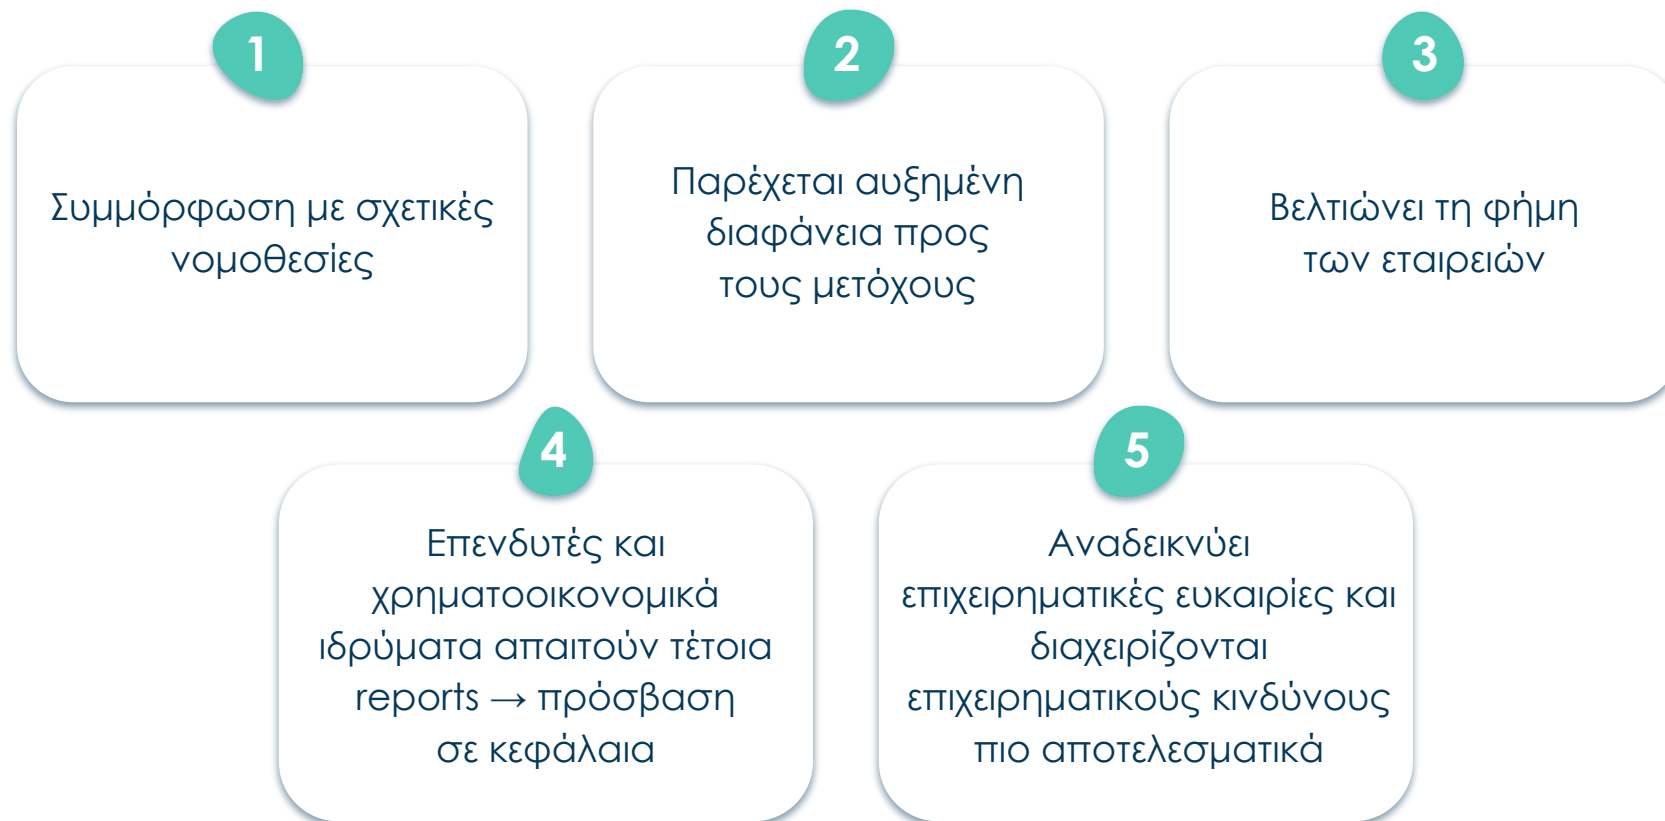 1
Συμμόρφωση με σχετικές
νομοθεσίες
2
Παρέχεται αυξημένη
διαφάνεια προς
τους μετόχους
3
Βελτιώνει τη φήμη
των εταιρειών
4
Επενδυτές και
χρηματοοικονομικά
ιδρύματα απαιτούν τέτοια
reports → πρόσβαση
σε κεφάλαια
5
Αναδεικνύει
επιχειρηματικές ευκαιρίες και
διαχειρίζονται
επιχειρηματικούς κινδύνους
πιο αποτελεσματικά